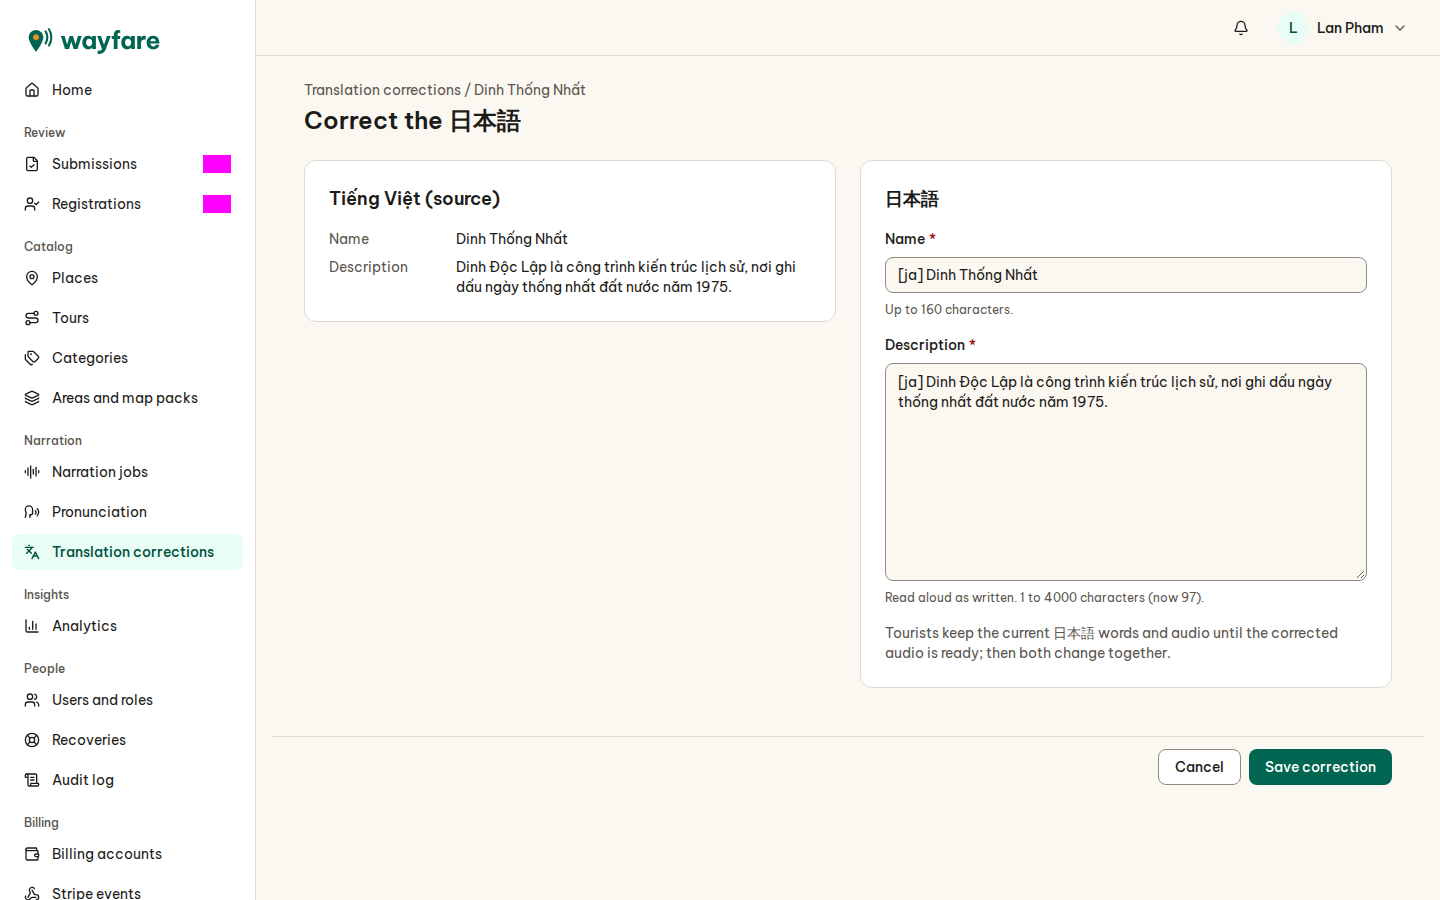 wayfare
L Lan Pham
Home
Review
Submissions
Registrations
Catalog
Places
Tours
Categories
Areas and map packs
Narration
Narration jobs
Pronunciation
Translation corrections
Insights
Analytics
People
Users and roles
Recoveries
Audit log
Billing
Billing accounts
Stripe events
Translation corrections / Dinh Thống Nhất
Correct the 日本語
Tiếng Việt (source)
Name Dinh Thống Nhất
Description Dinh Độc Lập là công trình kiến trúc lịch sử, nơi ghi
dấu ngày thống nhất đất nước năm 1975.
日本語
Name *
[ja] Dinh Thống Nhất
Up to 160 characters.
Description *
[ja] Dinh Độc Lập là công trình kiến trúc lịch sử, nơi ghi dấu ngày
thống nhất đất nước năm 1975.
Read aloud as written. 1 to 4000 characters (now 97).
Tourists keep the current 日本語 words and audio until the corrected
audio is ready; then both change together.
Cancel Save correction